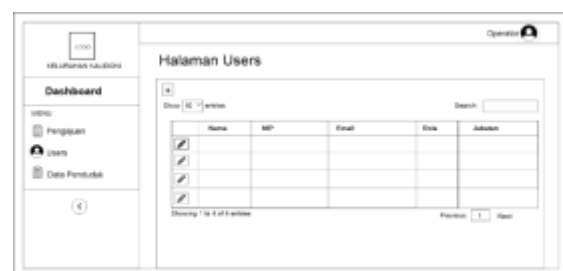 LOGO
KELURAHAN KALIDONI
Operator
Dashboard
MENU
Pengajuan
Users
Data Penduduk
Halaman Users
+
Show 10 entries
Search
Nama NIP Email Role Jabatan
Showing 1 to 4 of 4 entries
Previous 1 Next